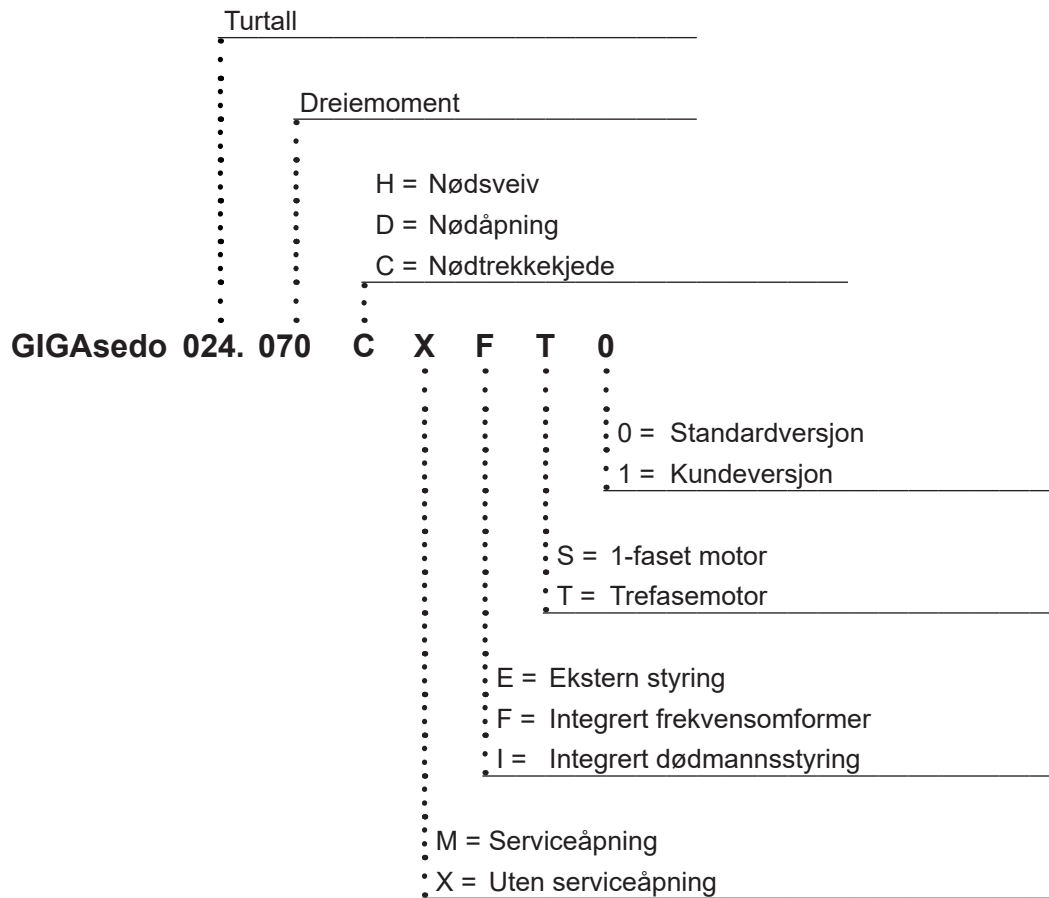 Turtall
Dreiemoment
H = Nødsveiv
D = Nødåpning
C = Nødtrekkekjede
GIGAsedo 024. 070 C X F T 0
0 = Standardversjon
1 = Kundeversjon
S = 1-faset motor
T = Trefasemotor
E = Ekstern styring
F = Integrert frekvensomformer
I = Integrert dødmannsstyring
M = Serviceåpning
X = Uten serviceåpning